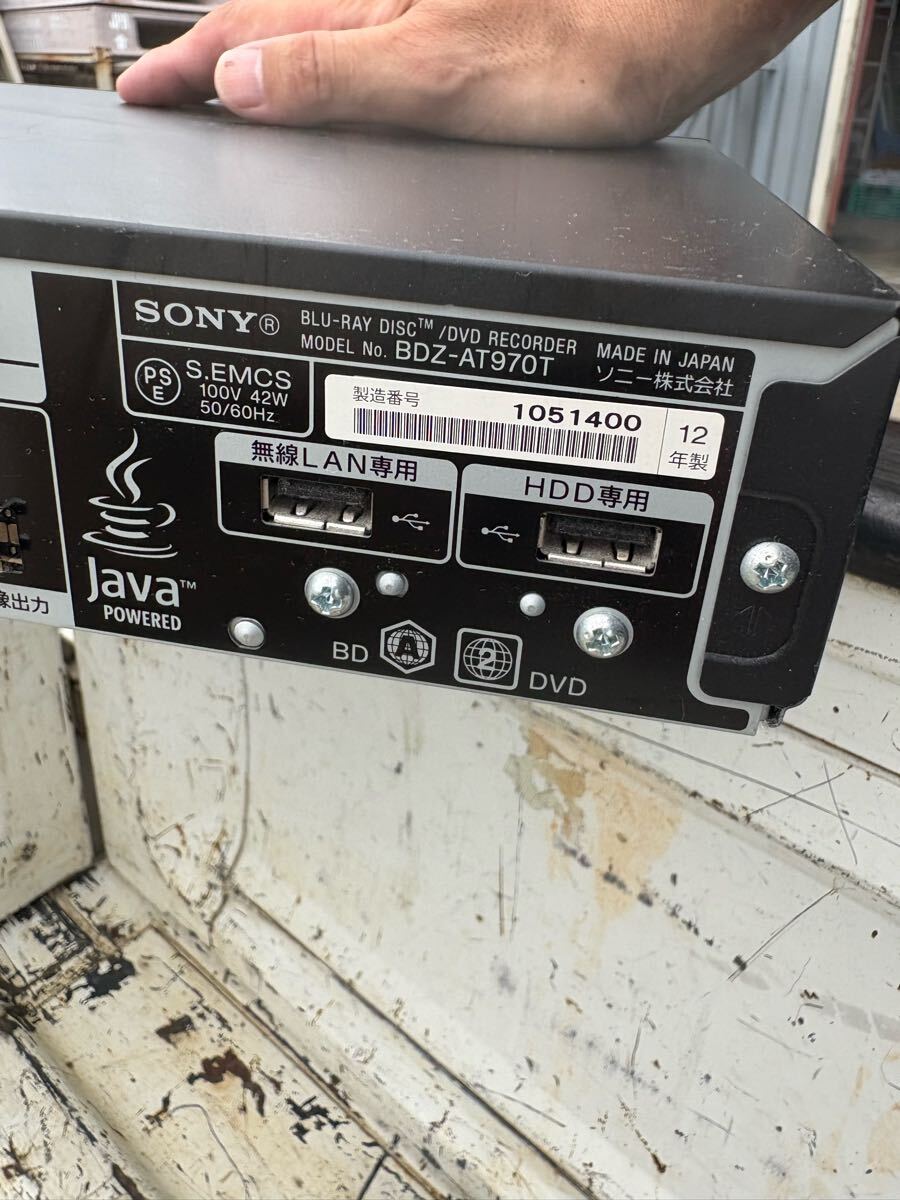 SONY® BLU-RAY DISC™/DVD RECORDER
MODEL No. BDZ-AT970T
MADE IN JAPAN
ソニー株式会社
PSE
S.EMCS
100V 42W
50/60Hz
製造番号 1051400
12
年製
無線LAN専用
HDD専用
像出力
Java™
POWERED
BD A 2 DVD